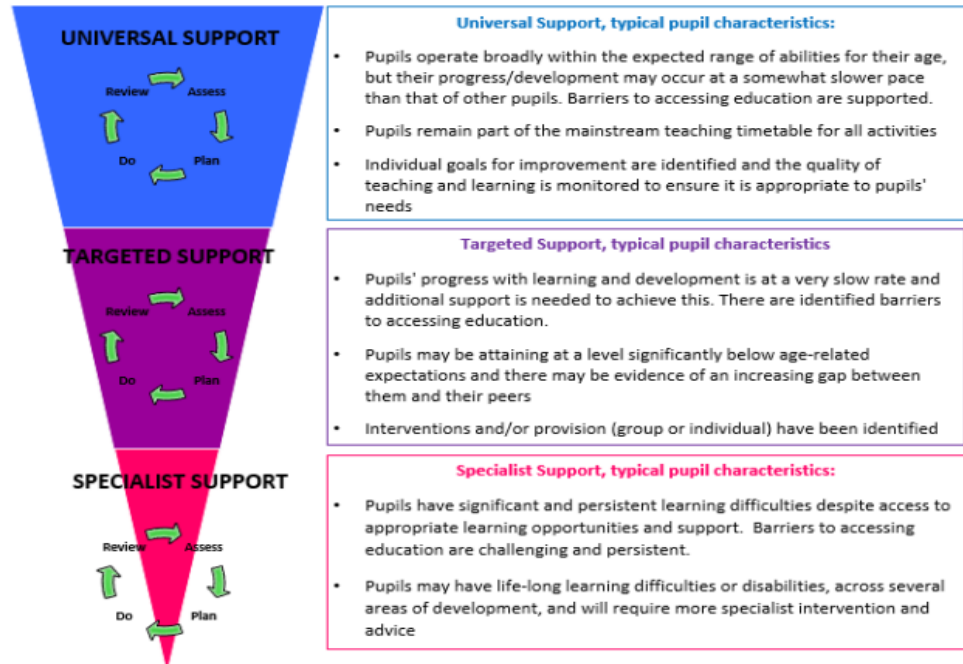 UNIVERSAL SUPPORT
Review
Assess
Do
Plan
Universal Support, typical pupil characteristics:
• Pupils operate broadly within the expected range of abilities for their age,
but their progress/development may occur at a somewhat slower pace
than that of other pupils. Barriers to accessing education are supported.
• Pupils remain part of the mainstream teaching timetable for all activities
• Individual goals for improvement are identified and the quality of
teaching and learning is monitored to ensure it is appropriate to pupils'
needs
TARGETED SUPPORT
Review
Assess
Do
Plan
Targeted Support, typical pupil characteristics
• Pupils' progress with learning and development is at a very slow rate and
additional support is needed to achieve this. There are identified barriers
to accessing education.
• Pupils may be attaining at a level significantly below age-related
expectations and there may be evidence of an increasing gap between
them and their peers
• Interventions and/or provision (group or individual) have been identified
SPECIALIST SUPPORT
Review
Assess
Do
Plan
Specialist Support, typical pupil characteristics:
• Pupils have significant and persistent learning difficulties despite access to
appropriate learning opportunities and support. Barriers to accessing
education are challenging and persistent.
• Pupils may have life-long learning difficulties or disabilities, across several
areas of development, and will require more specialist intervention and
advice